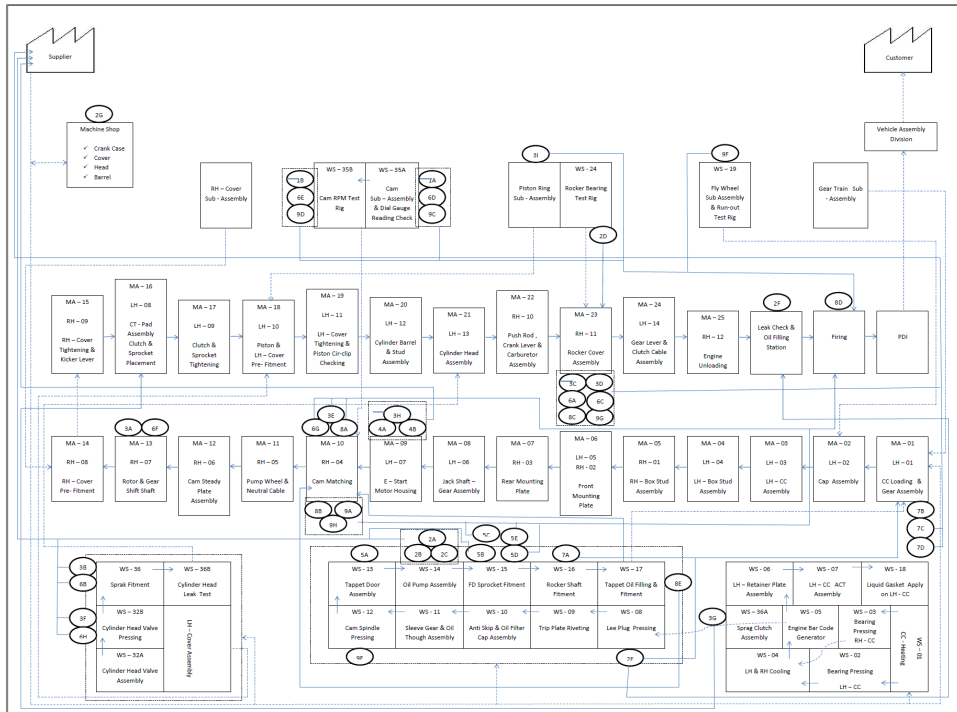 Supplier
Customer
2G
Machine Shop
✓ Crank Case
✓ Cover
✓ Head
✓ Barrel
Vehicle Assembly
Division
RH – Cover
Sub - Assembly
1B
6E
9D
WS – 35B
Cam RPM Test
Rig
WS – 35A
Cam
Sub – Assembly
& Dial Gauge
Reading Check
1A
6D
9C
3I
Piston Ring
Sub - Assembly
WS - 24
Rocker Bearing
Test Rig
2D
9F
WS – 19
Fly Wheel
Sub Assembly
& Run-out
Test Rig
Gear Train Sub
- Assembly
MA – 15
RH – 09
RH – Cover
Tightening &
Kicker Lever
MA – 16
LH – 08
CT - Pad
Assembly
Clutch &
Sprocket
Placement
MA – 17
LH – 09
Clutch &
Sprocket
Tightening
MA – 18
LH – 10
Piston &
LH – Cover
Pre- Fitment
MA – 19
LH – 11
LH – Cover
Tightening &
Piston Cir-clip
Checking
MA – 20
LH – 12
Cylinder Barrel
& Stud
Assembly
MA – 21
LH – 13
Cylinder Head
Assembly
MA – 22
RH – 10
Push Rod ,
Crank Lever &
Carburetor
Assembly
MA – 23
RH – 11
Rocker Cover
Assembly
MA – 24
LH – 14
Gear Lever &
Clutch Cable
Assembly
MA – 25
RH – 12
Engine
Unloading
2F
Leak Check &
Oil Filling
Station
8D
Firing
PDI
3C
3D
6A
6C
8C
9G
3A
6F
3E
6G
8A
3H
4A
4B
MA – 14
RH – 08
RH – Cover
Pre- Fitment
MA – 13
RH – 07
Rotor & Gear
Shift Shaft
MA – 12
RH – 06
Cam Steady
Plate
Assembly
MA – 11
RH – 05
Pump Wheel &
Neutral Cable
MA – 10
RH – 04
Cam Matching
MA – 09
LH – 07
E – Start
Motor Housing
MA – 08
LH – 06
Jack Shaft –
Gear Assembly
MA – 07
RH – 03
Rear Mounting
Plate
MA – 06
LH – 05
RH - 02
Front
Mounting
Plate
MA – 05
RH – 01
RH– Box Stud
Assembly
MA – 04
LH – 04
LH – Box Stud
Assembly
MA – 03
LH – 03
LH – CC
Assembly
MA – 02
LH – 02
Cap Assembly
MA – 01
LH – 01
CC Loading &
Gear Assembly
8B
9A
9H
7B
7C
7D
2A
2B
2C
5C
5B
5E
5D
5A
7A
8E
3B
6B
3F
6H
WS - 36
Sprak Fitment
WS – 36B
Cylinder Head
Leak Test
WS – 32B
Cylinder Head
Valve Pressing
WS – 32A
Cylinder Head
Valve Assembly
LH – Cover Assembly
WS – 13
Tappet Door
Assembly
WS – 14
Oil Pump Assembly
WS – 15
FD Sprocket Fitment
WS – 16
Rocker Shaft
Fitment
WS – 17
Tappet Oil Filling &
Fitment
WS – 12
Cam Spindle
Pressing
WS – 11
Sleeve Gear & Oil
Though Assembly
WS – 10
Anti Skip & Oil Filter
Cap Assembly
WS – 09
Trip Plate Riveting
WS – 08
Lee Plug Pressing
3G
WS – 06
LH – Retainer Plate
Assembly
WS – 07
LH – CC ACT
Assembly
WS – 18
Liquid Gasket Apply
on LH - CC
WS – 36A
Sprag Clutch
Assembly
WS – 05
Engine Bar Code
Generator
WS – 03
Bearing
Pressing
RH - CC
WS - 04
LH & RH Cooling
WS - 02
Bearing Pressing
LH – CC
WS – 01
CC - Heating